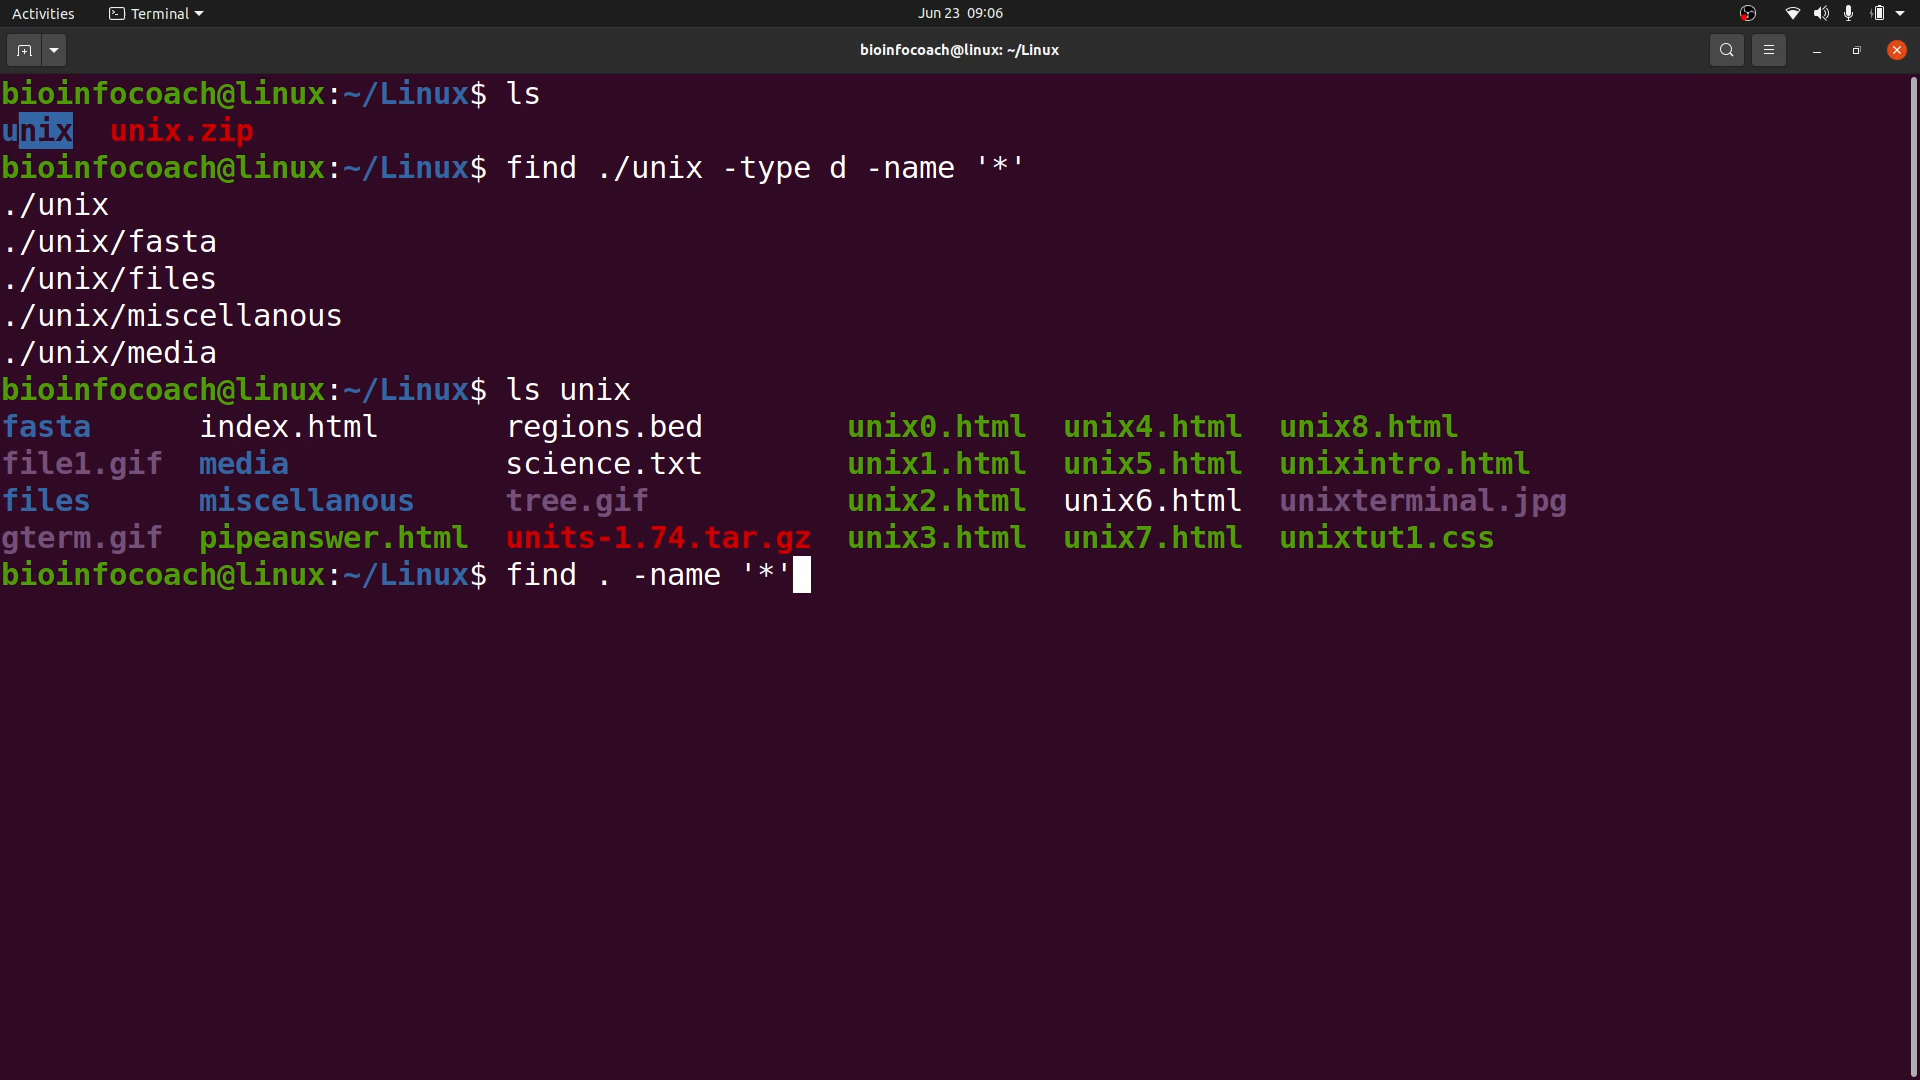 Activities Terminal Jun 23 09:06
bioinfocoach@linux: ~/Linux
bioinfocoach@linux:~/Linux$ ls
unix unix.zip
bioinfocoach@linux:~/Linux$ find ./unix -type d -name '*'
./unix
./unix/fasta
./unix/files
./unix/miscellanous
./unix/media
bioinfocoach@linux:~/Linux$ ls unix
fasta index.html regions.bed unix0.html unix4.html unix8.html
file1.gif media science.txt unix1.html unix5.html unixintro.html
files miscellanous tree.gif unix2.html unix6.html unixterminal.jpg
gterm.gif pipeanswer.html units-1.74.tar.gz unix3.html unix7.html unixtut1.css
bioinfocoach@linux:~/Linux$ find . -name '*'